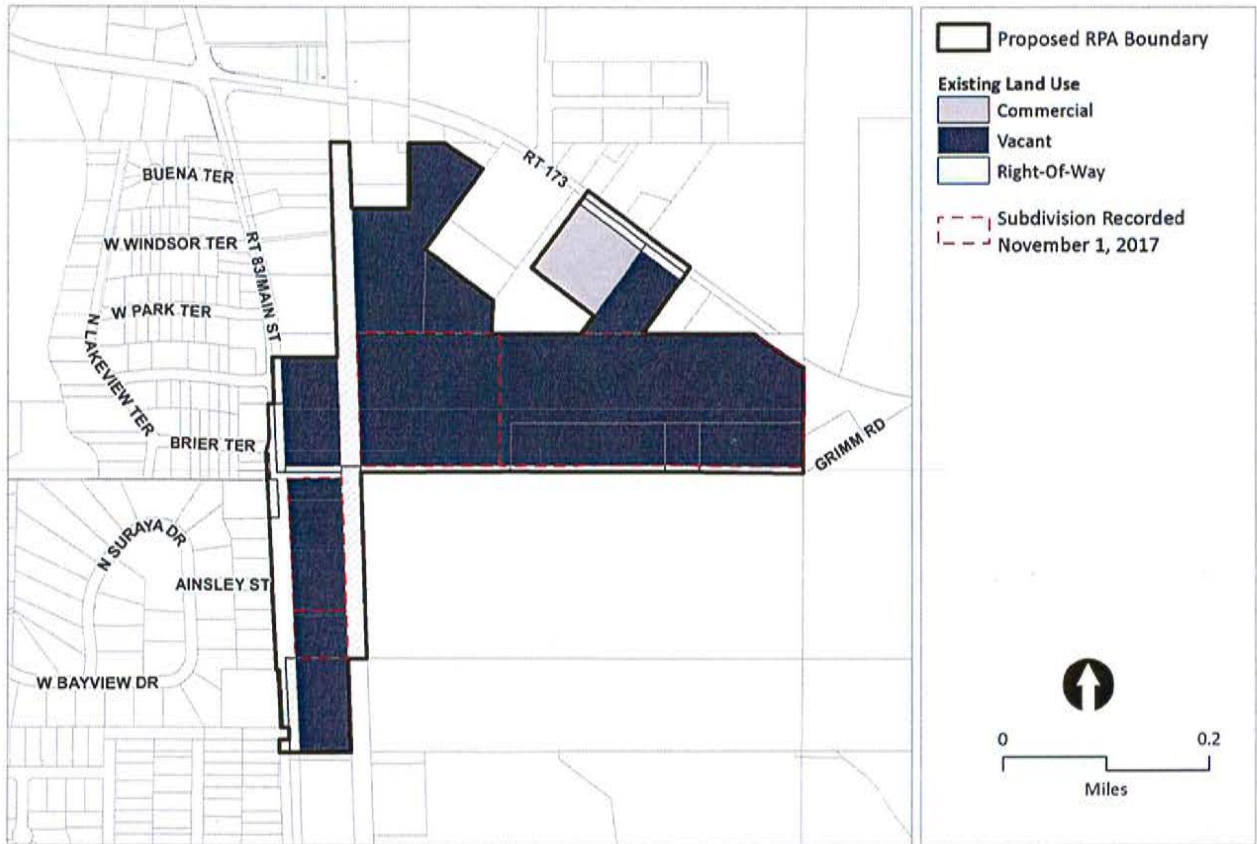 BUENA TER
W WINDSOR TER
W PARK TER
N LAKEVIEW TER
RT 83/MAIN ST
BRIER TER
RT 173
GRIMM RD
N SURAYA DR
AINSLEY ST
W BAYVIEW DR
Proposed RPA Boundary
Existing Land Use
Commercial
Vacant
Right-Of-Way
Subdivision Recorded
November 1, 2017
0 0.2
Miles